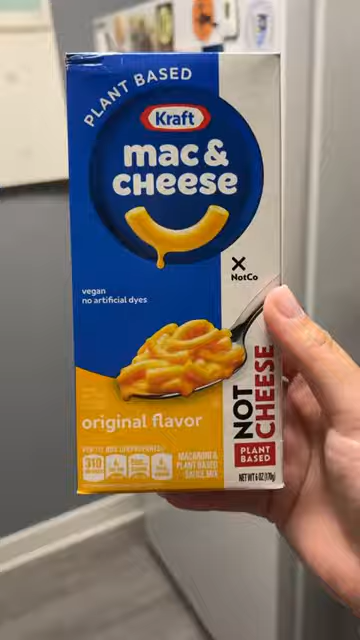 PLANT BASED
Kraft
mac &
cheese
X
NotCo
vegan
no artificial dyes
original flavor
NOT
CHEESE
PLANT
BASED
310
MACARONI &
PLANT BASED
SAUCE MIX
NET WT 6 OZ (170g)